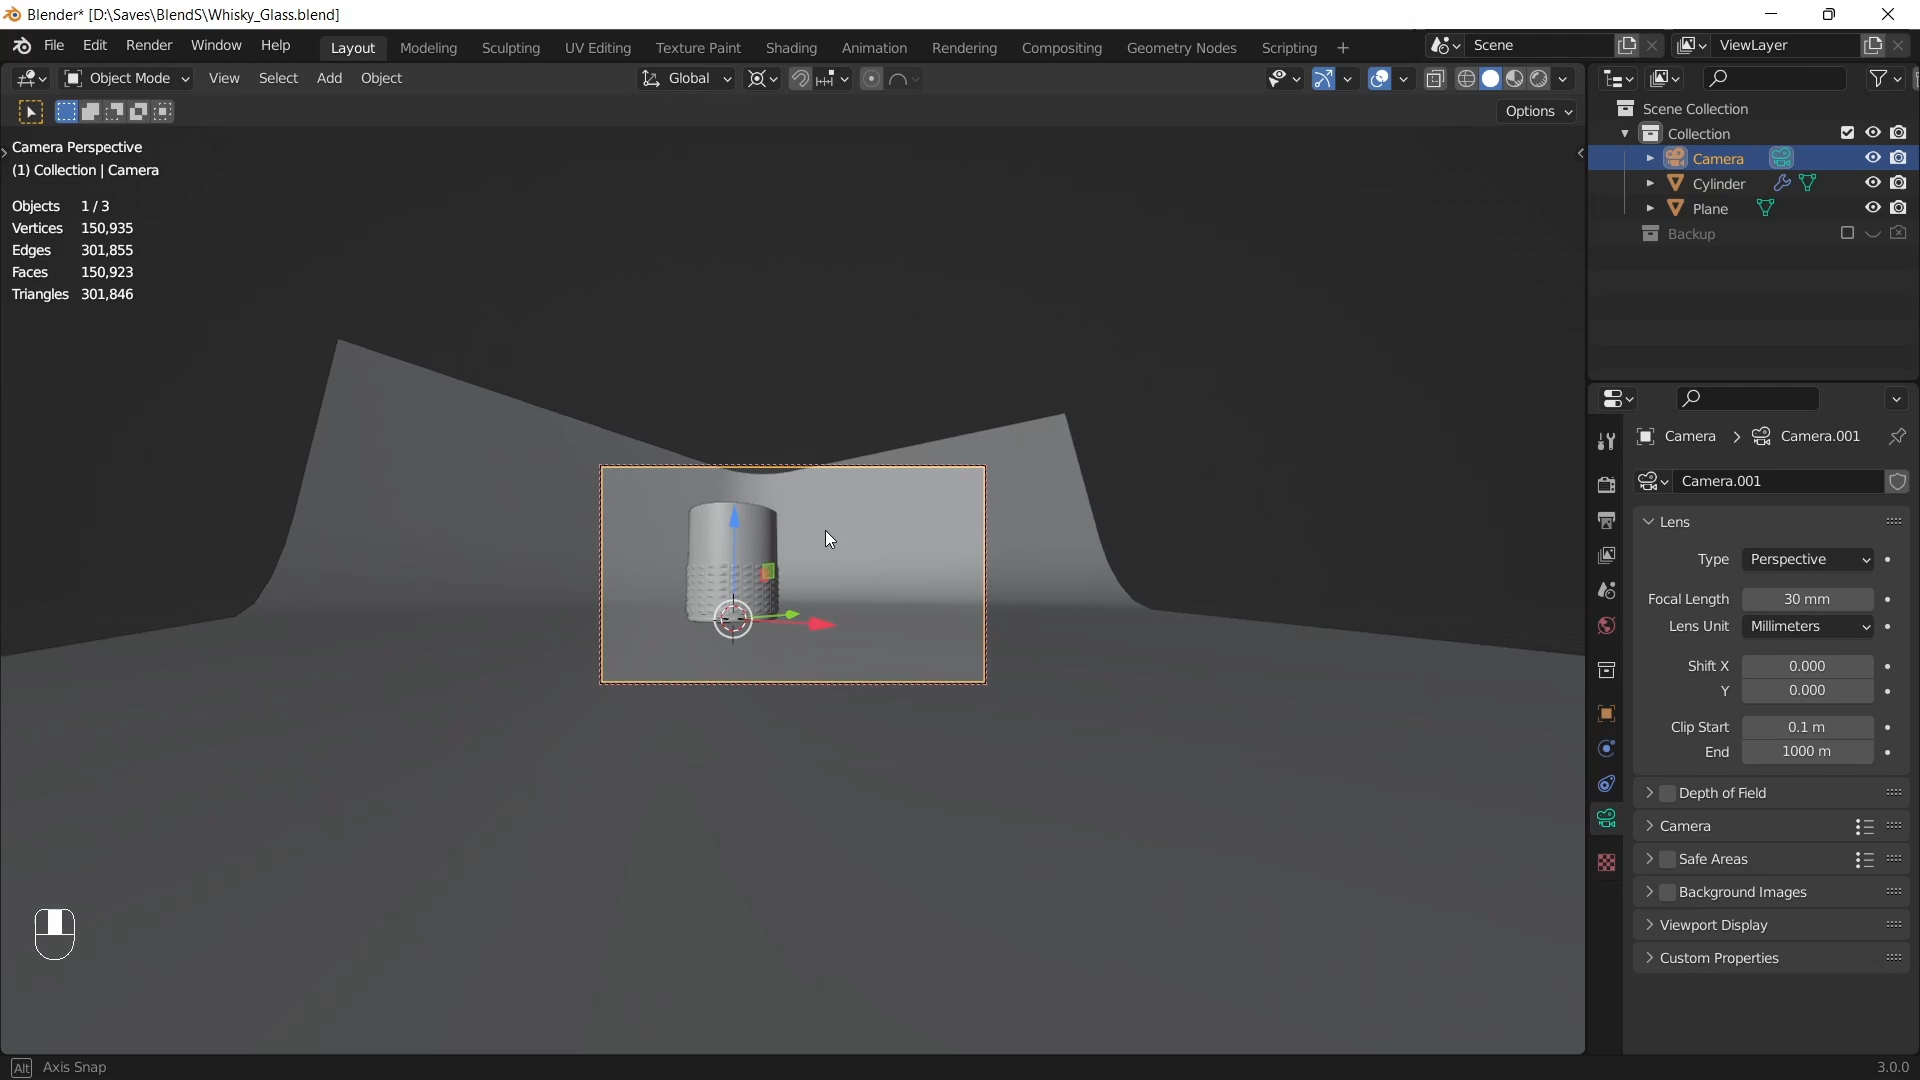 Blender* [D:\Saves\BlendS\Whisky_Glass.blend]
File Edit Render Window Help Layout Modeling Sculpting UV Editing Texture Paint Shading Animation Rendering Compositing Geometry Nodes Scripting Scene ViewLayer
Object Mode View Select Add Object Global
Options
Camera Perspective
(1) Collection | Camera
Objects 1 / 3
Vertices 150,935
Edges 301,855
Faces 150,923
Triangles 301,846
Scene Collection
Collection
Camera
Cylinder
Plane
Backup
Camera Camera.001
Camera.001
Lens
Type Perspective
Focal Length 30 mm
Lens Unit Millimeters
Shift X 0.000
Y 0.000
Clip Start 0.1 m
End 1000 m
Depth of Field
Camera
Safe Areas
Background Images
Viewport Display
Custom Properties
Alt Axis Snap
3.0.0